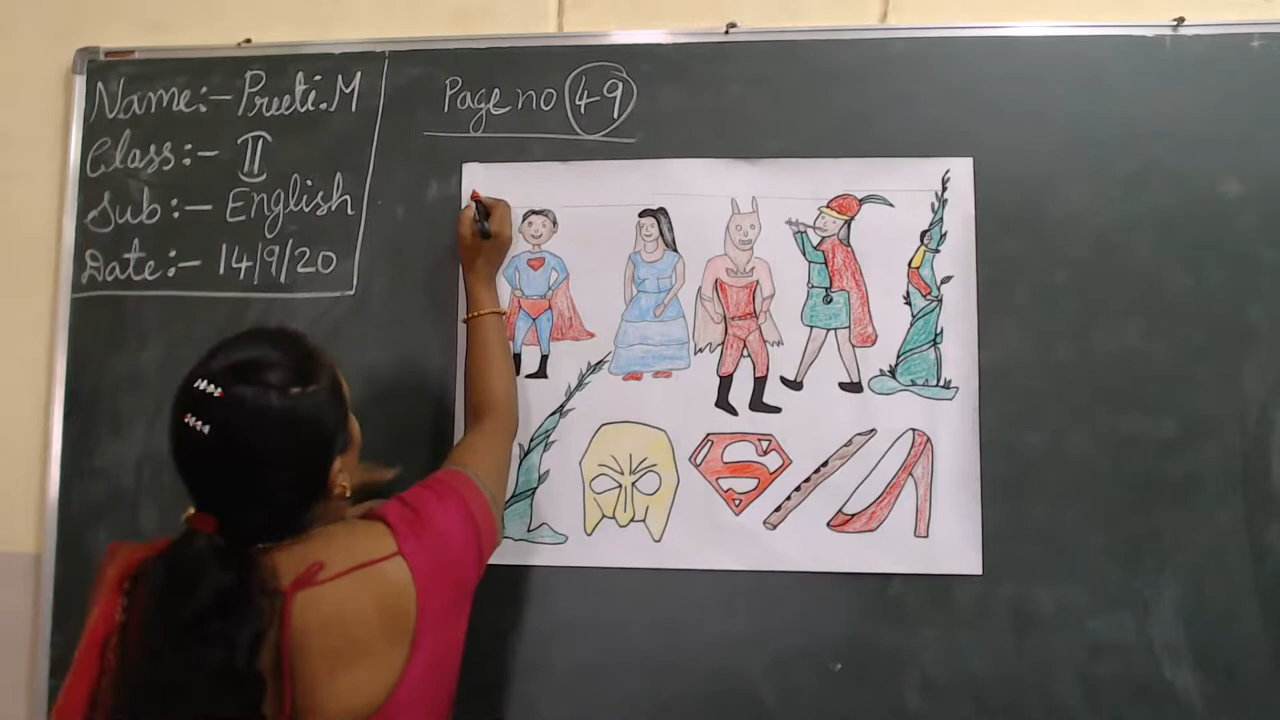 Name:- Preeti.M
Class:- II
Sub:- English
Date:- 14/9/20
Page no 49
S